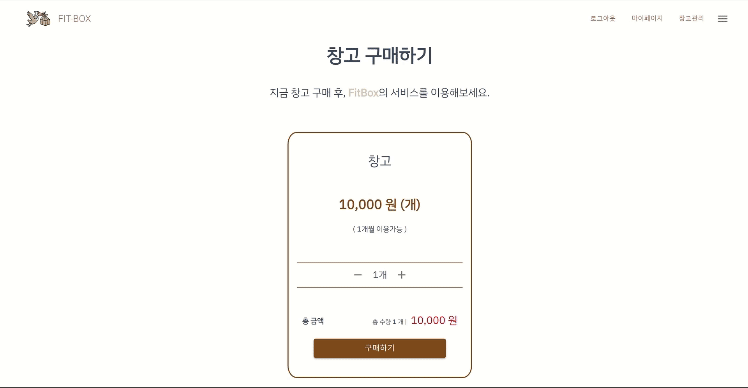 FIT-BOX
로그아웃 마이페이지 창고관리
창고 구매하기
지금 창고 구매 후, FitBox의 서비스를 이용해보세요.
창고
10,000 원 (개)
( 1개월 이용가능 )
1개
총 금액 총 수량 1 개 | 10,000 원
구매하기